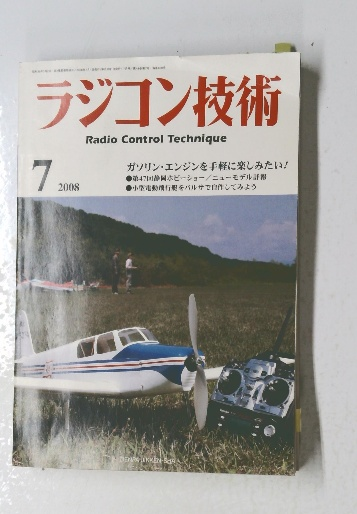 ラジコン技術
Radio Control Technique
7 2008
ガソリン・エンジンを手軽に楽しみたい!
●第47回静岡ホビーショー/ニューモデル詳報
●小型電動飛行艇をバルサで自作してみよう